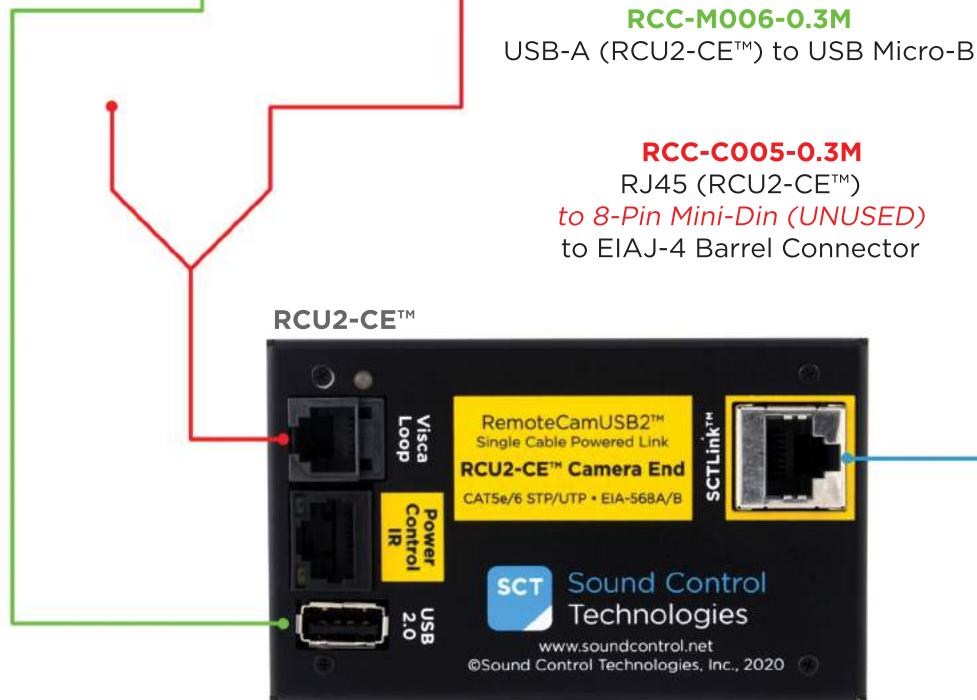 RCC-M006-0.3M
USB-A (RCU2-CE™) to USB Micro-B
RCC-C005-0.3M
RJ45 (RCU2-CE™)
to 8-Pin Mini-Din (UNUSED)
to EIAJ-4 Barrel Connector
RCU2-CE™
Visca
Loop
Power
Control
IR
USB
2.0
RemoteCamUSB2™
Single Cable Powered Link
RCU2-CE™ Camera End
CAT5e/6 STP/UTP • EIA-568A/B
SCTLink™
SCT
Sound Control
Technologies
www.soundcontrol.net
©Sound Control Technologies, Inc., 2020